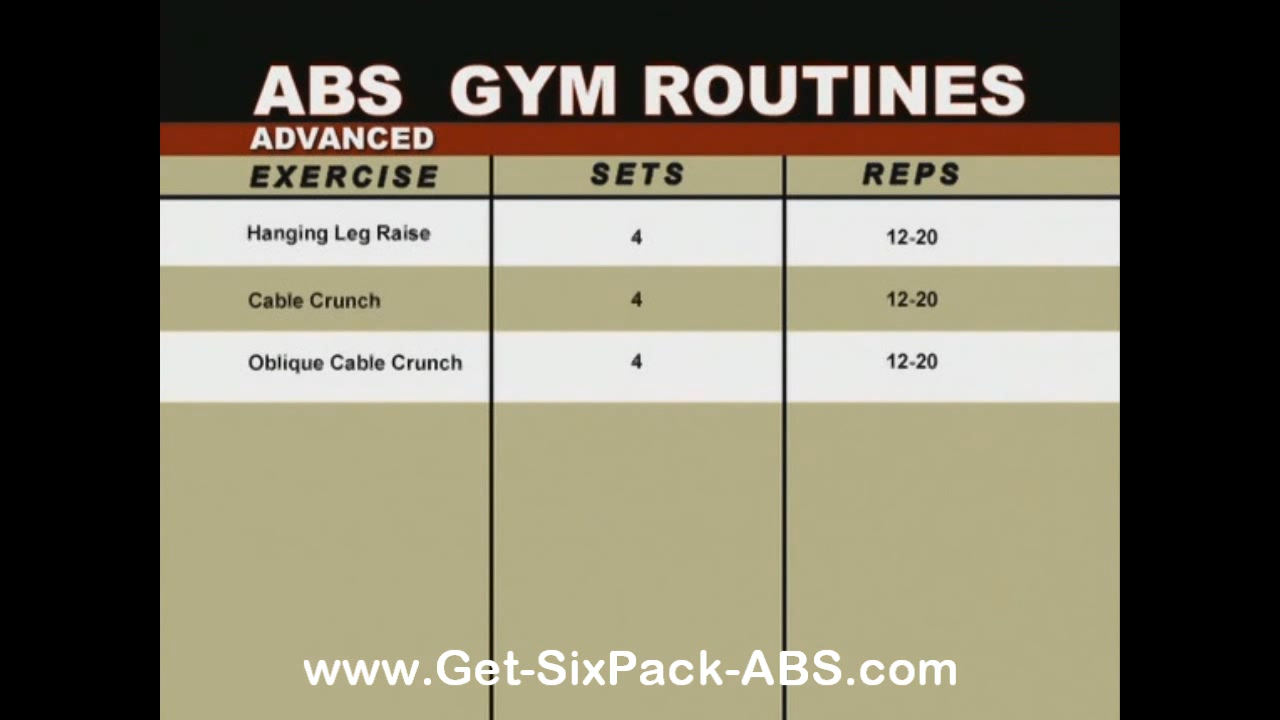 ABS GYM ROUTINES
ADVANCED
EXERCISE SETS REPS
Hanging Leg Raise 4 12-20
Cable Crunch 4 12-20
Oblique Cable Crunch 4 12-20
www.Get-SixPack-ABS.com